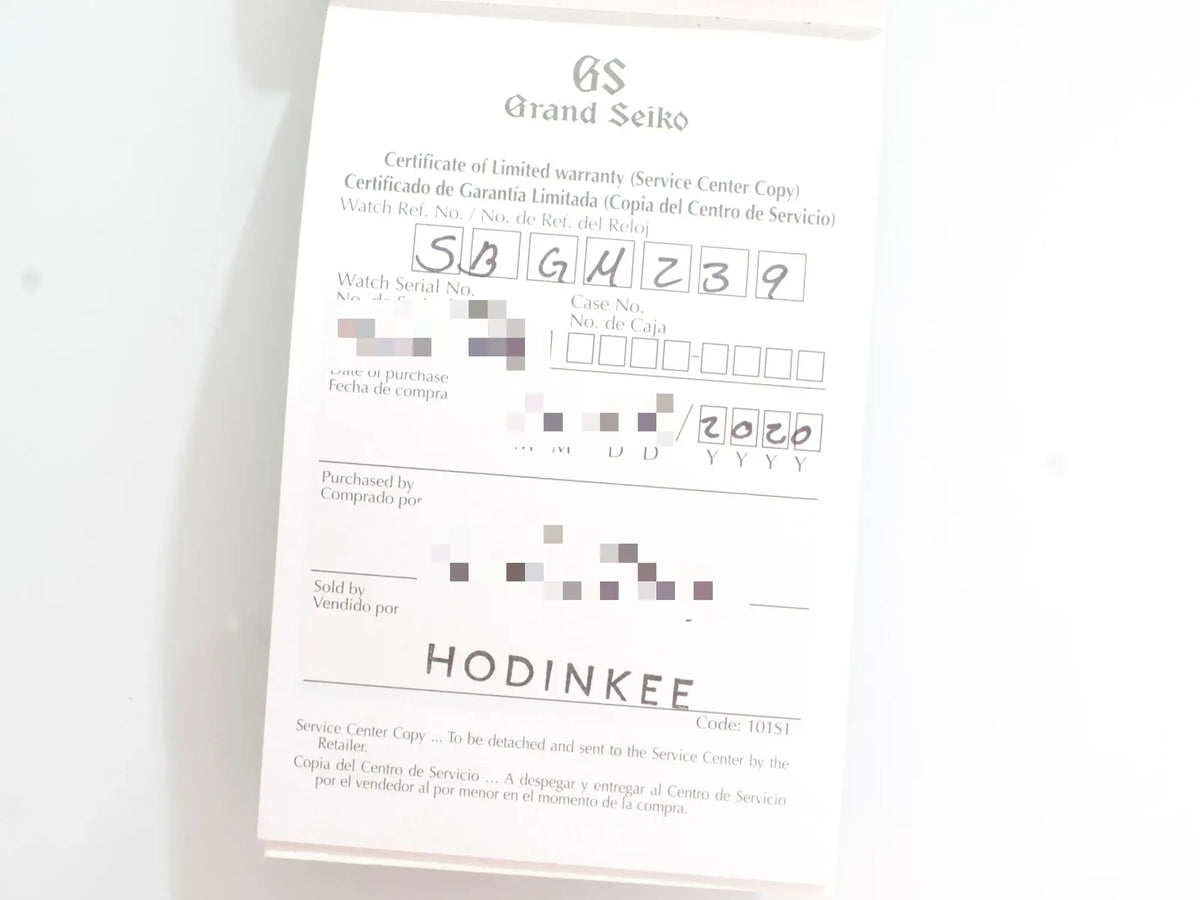 GS
Grand Seiko
Certificate of Limited warranty (Service Center Copy)
Certificado de Garantía Limitada (Copia del Centro de Servicio)
Watch Ref. No. / No. de Ref. del Reloj
SBGM239
Watch Serial No.
Case No.
No. de Caja
Date of purchase
Fecha de compra
/ 2020
M M D D Y Y Y Y
Purchased by
Comprado por
Sold by
Vendido por
HODINKEE
Code: 101S1
Service Center Copy ... To be detached and sent to the Service Center by the
Retailer.
Copia del Centro de Servicio ... A despegar y entregar al Centro de Servicio
por el vendedor al por menor en el momento de la compra.